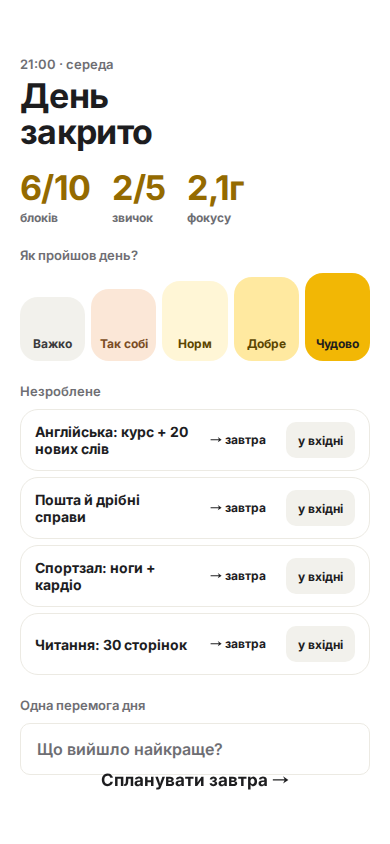 21:00 · середа
День
закрито
6/10 2/5 2,1г
блоків звичок фокусу
Як пройшов день?
Важко Так собі Норм Добре Чудово
Незроблене
Англійська: курс + 20
нових слів
→ завтра
у вхідні
Пошта й дрібні
справи
→ завтра
у вхідні
Спортзал: ноги +
кардіо
→ завтра
у вхідні
Читання: 30 сторінок
→ завтра
у вхідні
Одна перемога дня
Що вийшло найкраще?
Спланувати завтра →